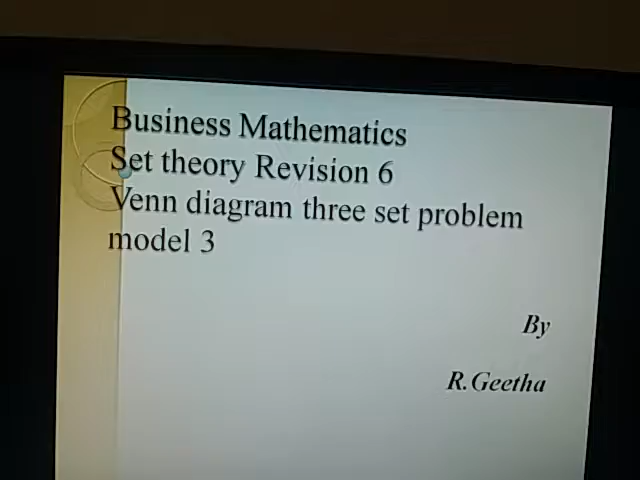 Business Mathematics
Set theory Revision 6
Venn diagram three set problem
model 3
By
R.Geetha